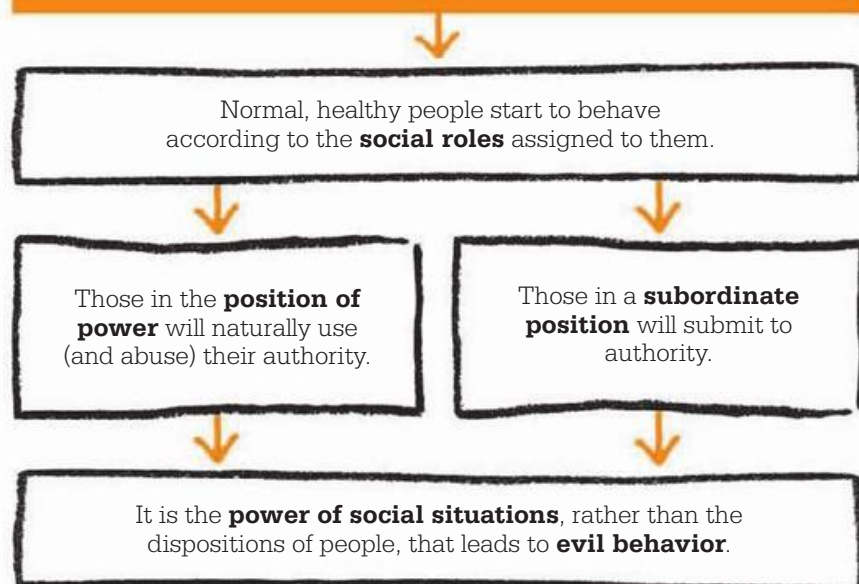 Normal, healthy people start to behave
according to the social roles assigned to them.
Those in the position of
power will naturally use
(and abuse) their authority.
Those in a subordinate
position will submit to
authority.
It is the power of social situations, rather than the
dispositions of people, that leads to evil behavior.